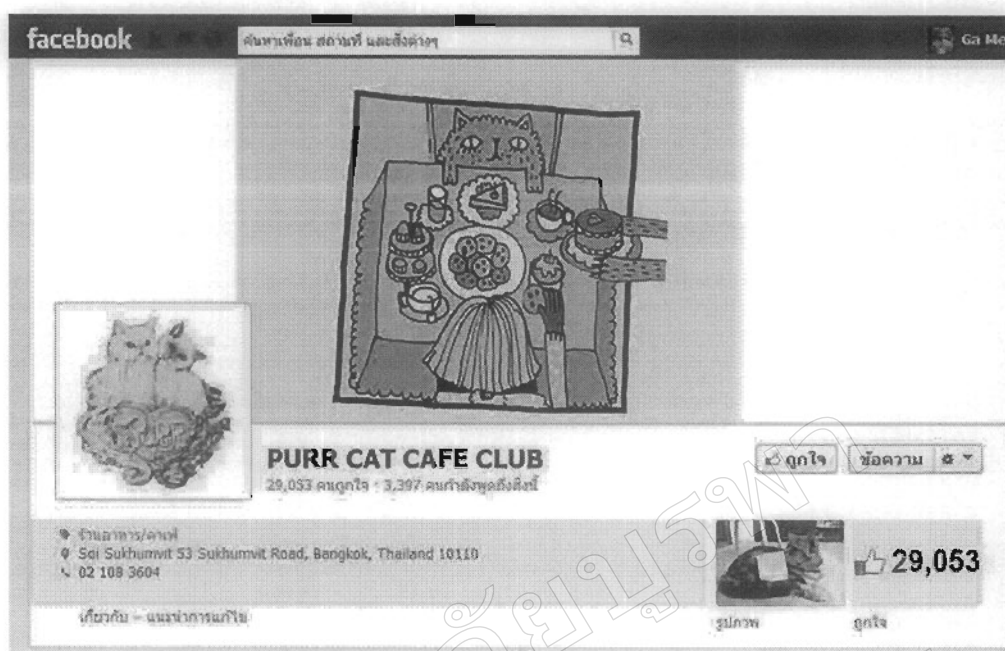 facebook
ค้นหาเพื่อน สถานที่ และสิ่งต่างๆ
Ga Me
PURR CAT CAFE CLUB
ถูกใจ
ข้อความ
29,053 คนถูกใจ · 3,397 คนกำลังพูดถึงสิ่งนี้
ร้านอาหาร/คาเฟ่
Soi Sukhumvit 53 Sukhumvit Road, Bangkok, Thailand 10110
02 108 3604
29,053
เกี่ยวกับ – แนะนำการแก้ไข
รูปภาพ
ถูกใจ